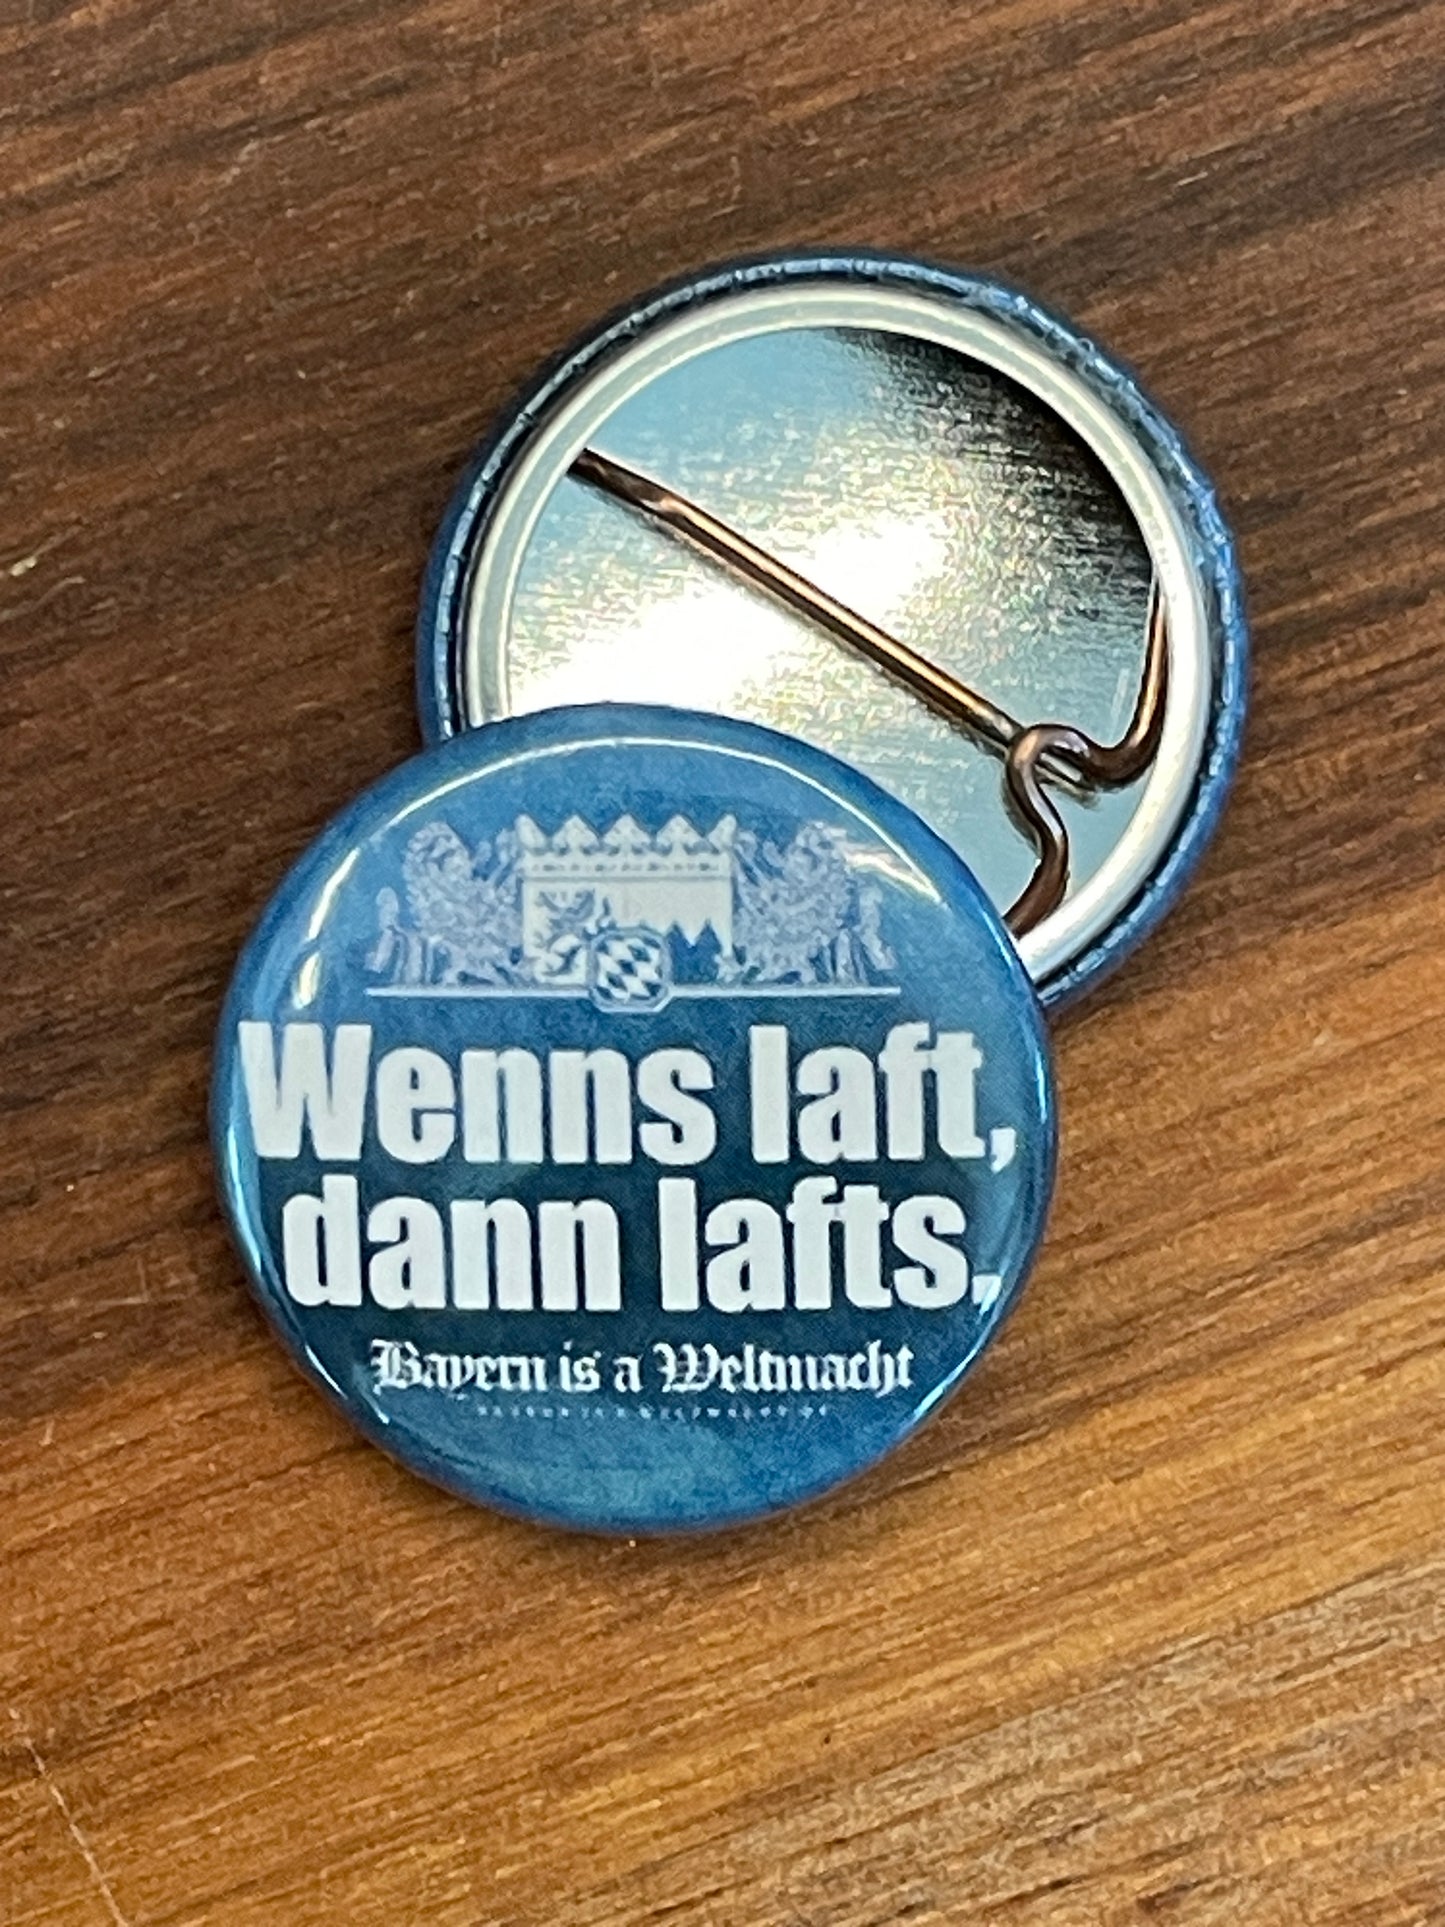 Wenns laft,
dann lafts.
Bayern is a Weltmacht